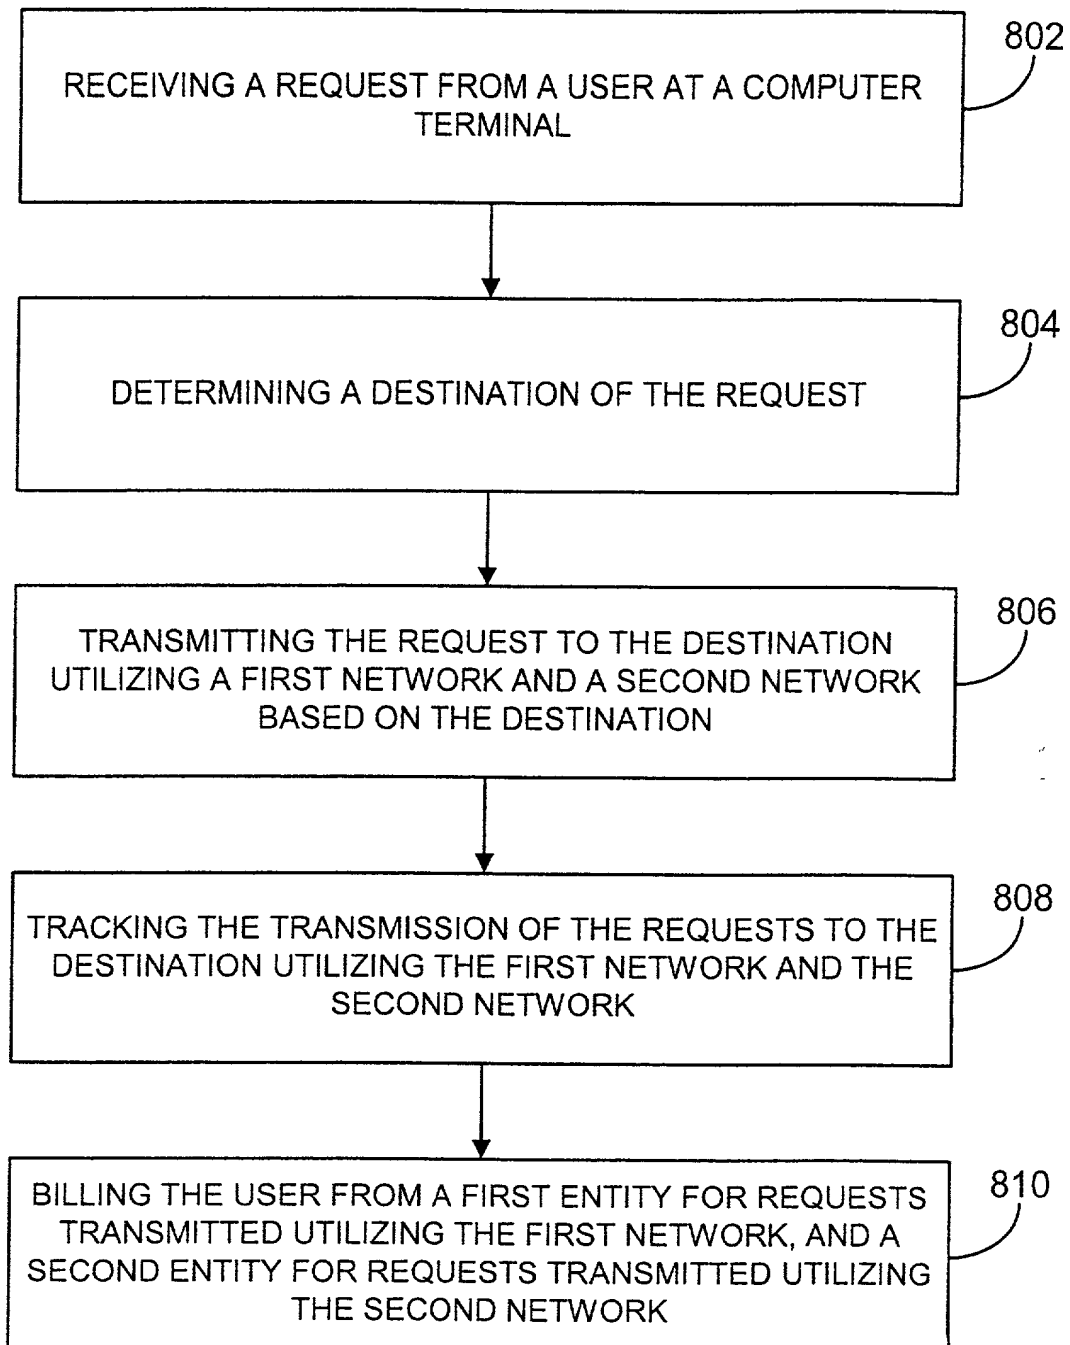 802
RECEIVING A REQUEST FROM A USER AT A COMPUTER
TERMINAL
804
DETERMINING A DESTINATION OF THE REQUEST
806
TRANSMITTING THE REQUEST TO THE DESTINATION
UTILIZING A FIRST NETWORK AND A SECOND NETWORK
BASED ON THE DESTINATION
808
TRACKING THE TRANSMISSION OF THE REQUESTS TO THE
DESTINATION UTILIZING THE FIRST NETWORK AND THE
SECOND NETWORK
810
BILLING THE USER FROM A FIRST ENTITY FOR REQUESTS
TRANSMITTED UTILIZING THE FIRST NETWORK, AND A
SECOND ENTITY FOR REQUESTS TRANSMITTED UTILIZING
THE SECOND NETWORK